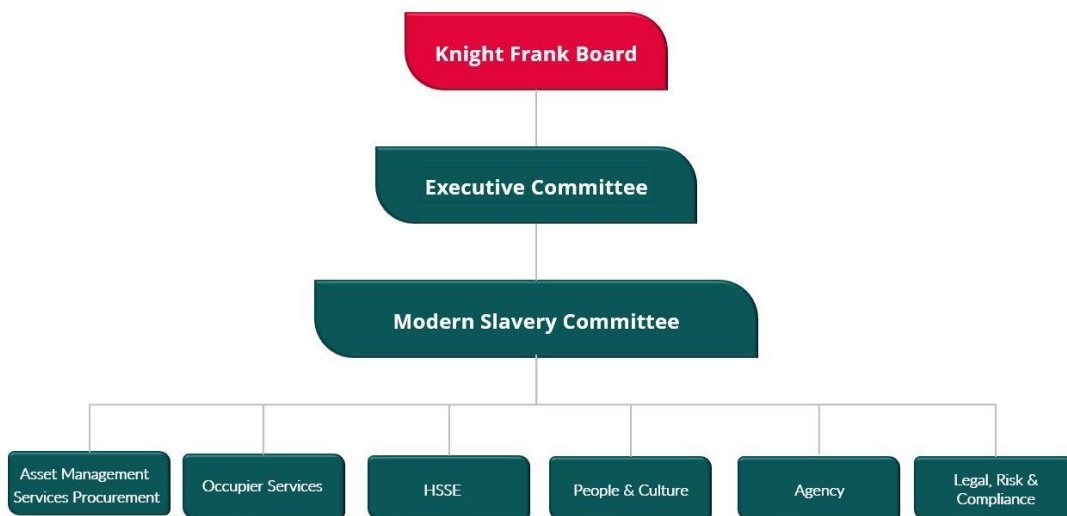 Knight Frank Board
Executive Committee
Modern Slavery Committee
Asset Management
Services Procurement
Occupier Services
HSSE
People & Culture
Agency
Legal, Risk &
Compliance